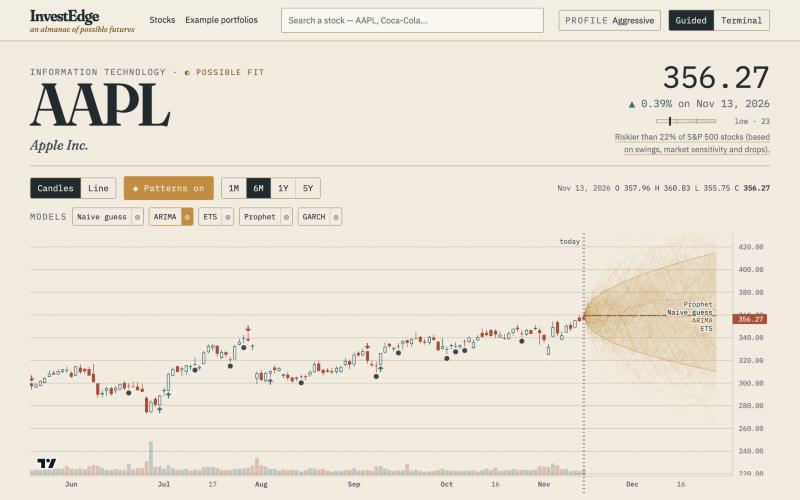 InvestEdge
an almanac of possible futures
Stocks
Example portfolios
Search a stock — AAPL, Coca-Cola…
PROFILE Aggressive
Guided
Terminal
INFORMATION TECHNOLOGY · ◐ POSSIBLE FIT
AAPL
Apple Inc.
356.27
▲ 0.39% on Nov 13, 2026
low · 23
Riskier than 22% of S&P 500 stocks (based
on swings, market sensitivity and drops).
Candles
Line
◆ Patterns on
1M
6M
1Y
5Y
Nov 13, 2026 O 357.96 H 360.83 L 355.75 C 356.27
MODELS
Naive guess
ARIMA
ETS
Prophet
GARCH
today
420.00
400.00
380.00
360.00
356.27
340.00
320.00
300.00
280.00
260.00
240.00
220.00
Prophet
Naive guess
ARIMA
ETS
Jun
Jul
17
Aug
Sep
Oct
16
Nov
Dec
16